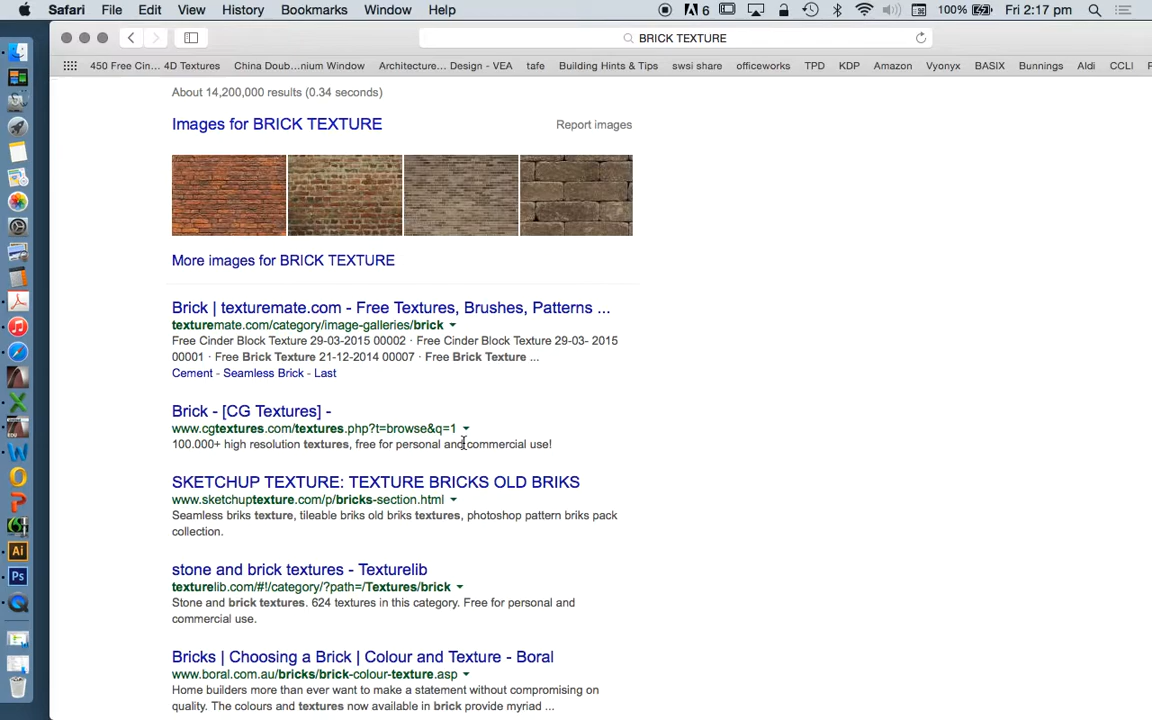 Safari File Edit View History Bookmarks Window Help 6 100% Fri 2:17 pm
BRICK TEXTURE
450 Free Cin... 4D Textures China Doub...nium Window Architecture... Design - VEA tafe Building Hints & Tips swsi share officeworks TPD KDP Amazon Vyonyx BASIX Bunnings Aldi CCLI
About 14,200,000 results (0.34 seconds)
Images for BRICK TEXTURE Report images
More images for BRICK TEXTURE
Brick | texturemate.com - Free Textures, Brushes, Patterns ...
texturemate.com/category/image-galleries/brick
Free Cinder Block Texture 29-03-2015 00002 · Free Cinder Block Texture 29-03- 2015
00001 · Free Brick Texture 21-12-2014 00007 · Free Brick Texture ...
Cement - Seamless Brick - Last
Brick - [CG Textures] -
www.cgtextures.com/textures.php?t=browse&q=1
100.000+ high resolution textures, free for personal and commercial use!
SKETCHUP TEXTURE: TEXTURE BRICKS OLD BRIKS
www.sketchuptexture.com/p/bricks-section.html
Seamless briks texture, tileable briks old briks textures, photoshop pattern briks pack
collection.
stone and brick textures - Texturelib
texturelib.com/#!/category/?path=/Textures/brick
Stone and brick textures. 624 textures in this category. Free for personal and
commercial use.
Bricks | Choosing a Brick | Colour and Texture - Boral
www.boral.com.au/bricks/brick-colour-texture.asp
Home builders more than ever want to make a statement without compromising on
quality. The colours and textures now available in brick provide myriad ...
Ai
Ps